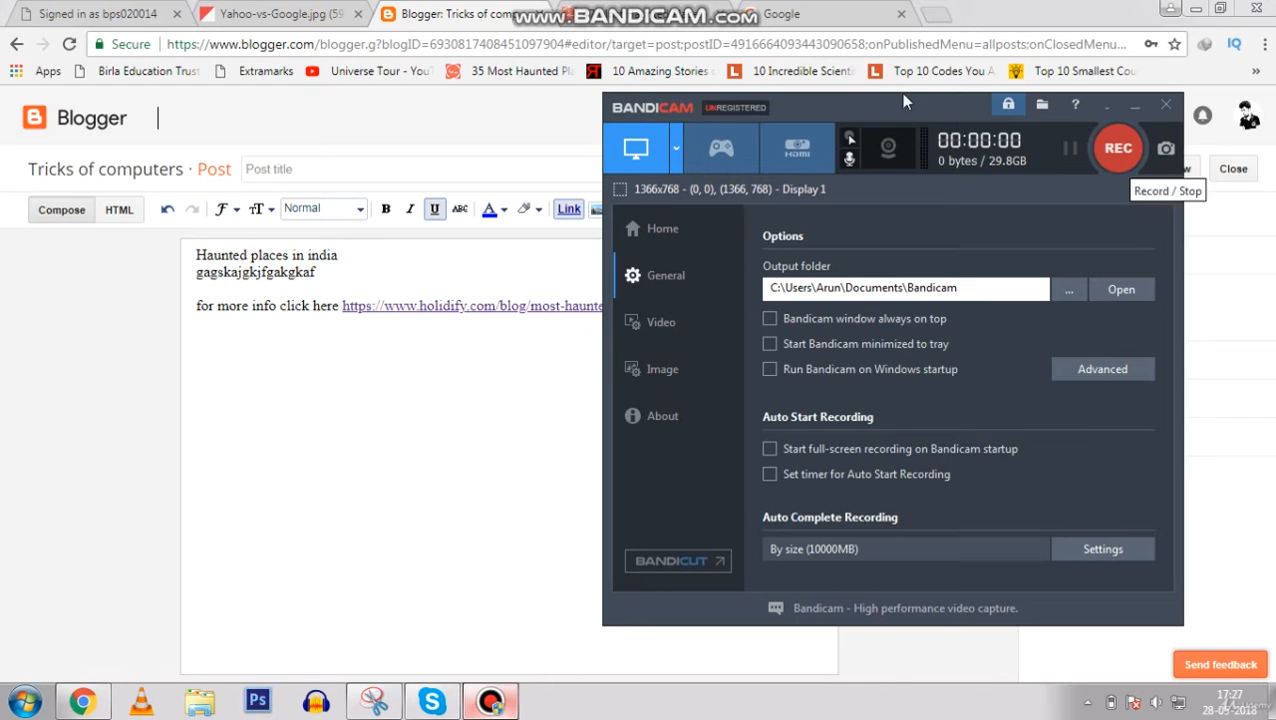 Signed in as bps020014
Yahoo-vs-Google.jpg (59
Blogger: Tricks of com
www.BANDICAM.com
Google
Secure
https://www.blogger.com/blogger.g?blogID=6930817408451097904#editor/target=post;postID=4916664093443090658;onPublishedMenu=allposts;onClosedMenu...
Apps
Birla Education Trust
Extramarks
Universe Tour - You
35 Most Haunted Pl
10 Amazing Stories
10 Incredible Scient
Top 10 Codes You A
Top 10 Smallest Cou
Blogger
BANDICAM
UNREGISTERED
HDMI
00:00:00
0 bytes / 29.8GB
REC
Record / Stop
Tricks of computers · Post
Post title
Close
1366x768 - (0, 0), (1366, 768) - Display 1
Compose
HTML
Normal
B
I
U
ABC
A
Link
Haunted places in india
gagskajgkjfgakgkaf
for more info click here https://www.holidify.com/blog/most-haunte
Home
General
Video
Image
About
BANDICUT
Options
Output folder
C:\Users\Arun\Documents\Bandicam
...
Open
Bandicam window always on top
Start Bandicam minimized to tray
Run Bandicam on Windows startup
Advanced
Auto Start Recording
Start full-screen recording on Bandicam startup
Set timer for Auto Start Recording
Auto Complete Recording
By size (10000MB)
Settings
Bandicam - High performance video capture.
Send feedback
17:27
28-05-2018